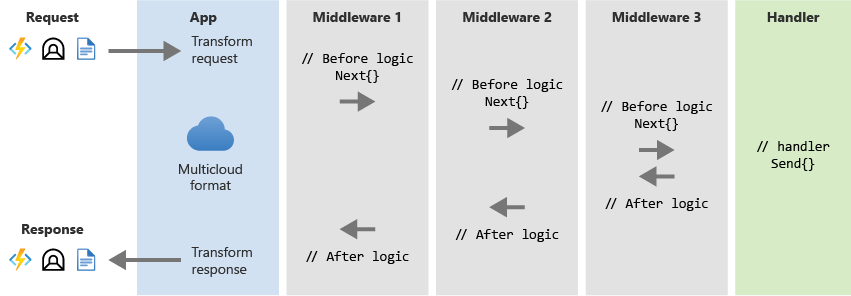 Request
App
Middleware 1
Middleware 2
Middleware 3
Handler
Transform
request
// Before logic
Next{}
// Before logic
Next{}
// Before logic
Next{}
// handler
Send{}
Multicloud
format
// After logic
// After logic
// After logic
Response
Transform
response